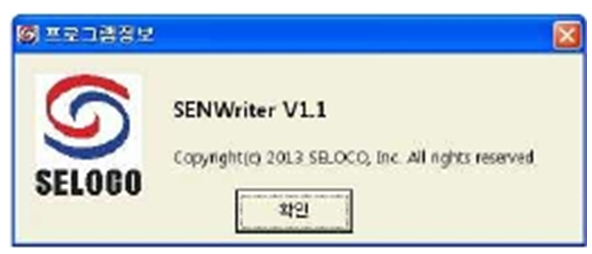 프로그램정보
SENWriter V1.1
Copyright(c) 2013 SELOCO, Inc. All rights reserved
SELOCO
확인